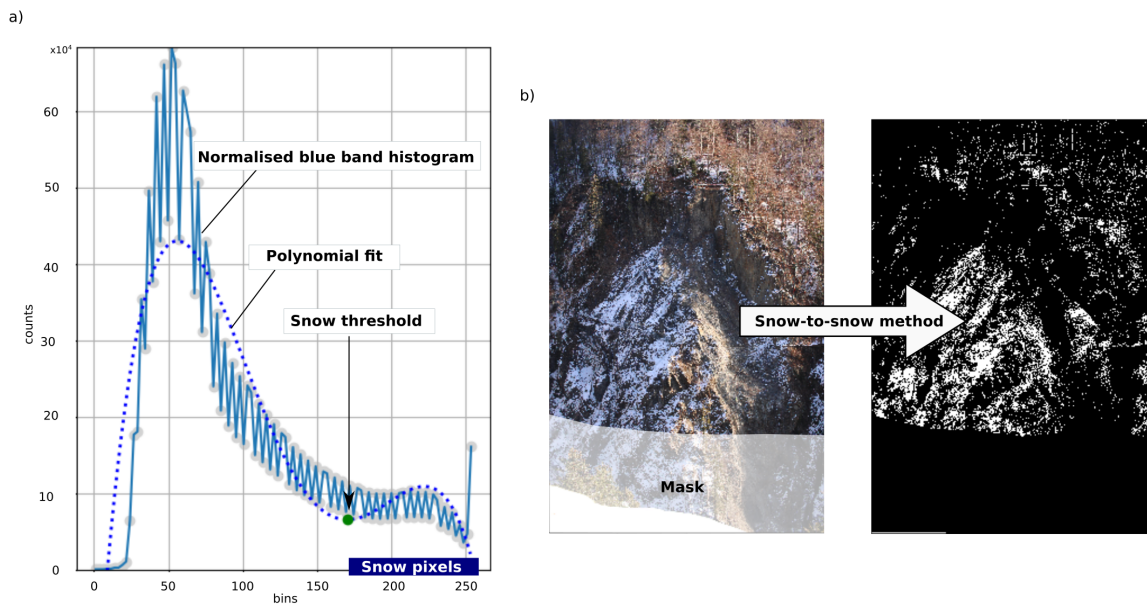 a)
x10⁴
60
50
40
30
20
10
0
counts
0
50
100
150
200
250
bins
Normalised blue band histogram
Polynomial fit
Snow threshold
Snow pixels
b)
Mask
Snow-to-snow method